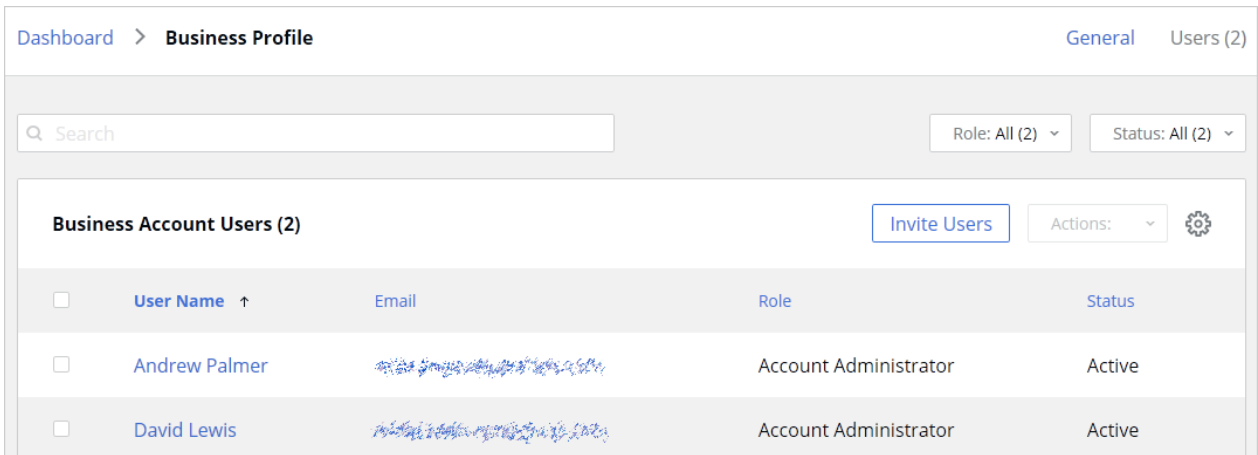 Dashboard > Business Profile General Users (2)
Search Role: All (2) Status: All (2)
Business Account Users (2) Invite Users Actions:
User Name ↑ Email Role Status
Andrew Palmer Account Administrator Active
David Lewis Account Administrator Active